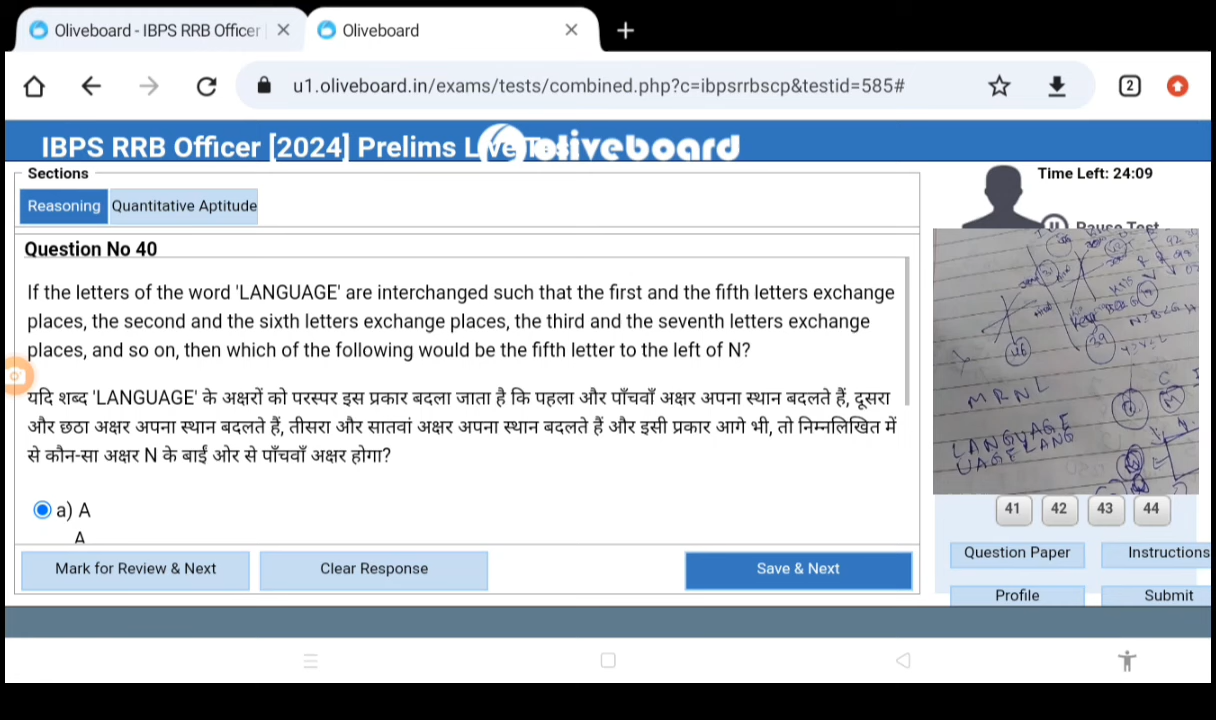 Oliveboard - IBPS RRB Officer
Oliveboard
u1.oliveboard.in/exams/tests/combined.php?c=ibpsrrbscp&testid=585#
2
IBPS RRB Officer [2024] Prelims Live Test
oliveboard
Sections
Time Left: 24:09
Reasoning
Quantitative Aptitude
Pause Test
Question No 40
If the letters of the word 'LANGUAGE' are interchanged such that the first and the fifth letters exchange
places, the second and the sixth letters exchange places, the third and the seventh letters exchange
places, and so on, then which of the following would be the fifth letter to the left of N?
यदि शब्द 'LANGUAGE' के अक्षरों को परस्पर इस प्रकार बदला जाता है कि पहला और पाँचवाँ अक्षर अपना स्थान बदलते हैं, दूसरा
और छठा अक्षर अपना स्थान बदलते हैं, तीसरा और सातवां अक्षर अपना स्थान बदलते हैं और इसी प्रकार आगे भी, तो निम्नलिखित में
से कौन-सा अक्षर N के बाईं ओर से पाँचवाँ अक्षर होगा?
a) A
A
MRNL
LANGUAGE
UAGELANG
41
42
43
44
Mark for Review & Next
Clear Response
Save & Next
Question Paper
Instructions
Profile
Submit